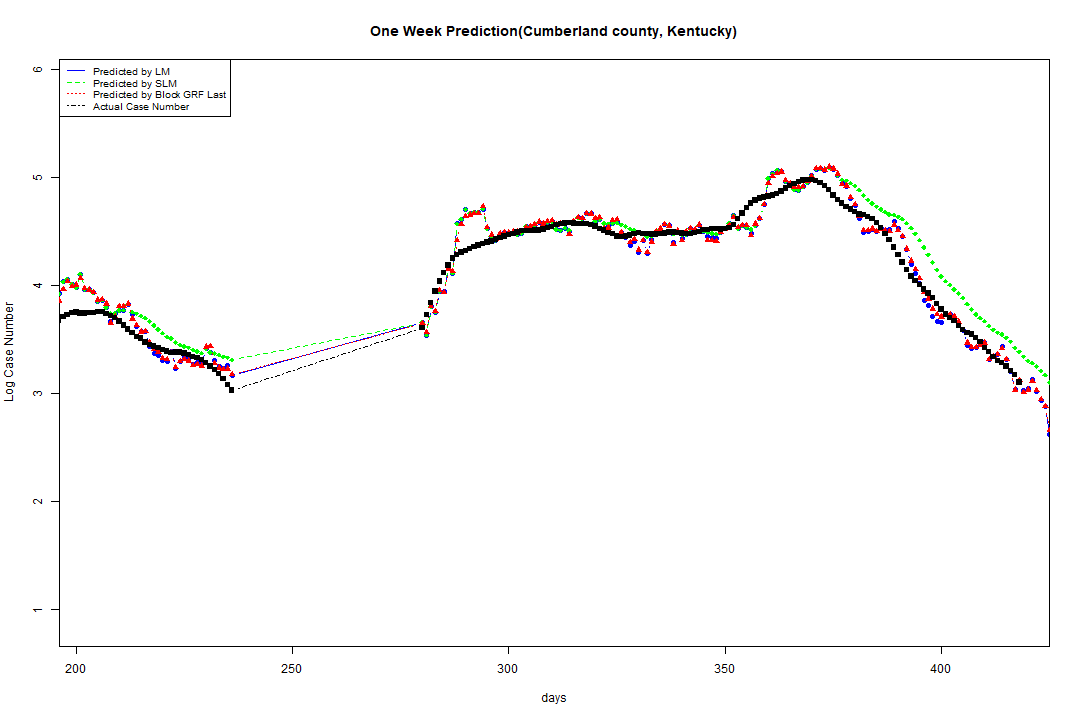 One Week Prediction(Cumberland county, Kentucky)
Predicted by LM
Predicted by SLM
Predicted by Block GRF Last
Actual Case Number
6
5
4
3
2
1
Log Case Number
200 250 300 350 400
days